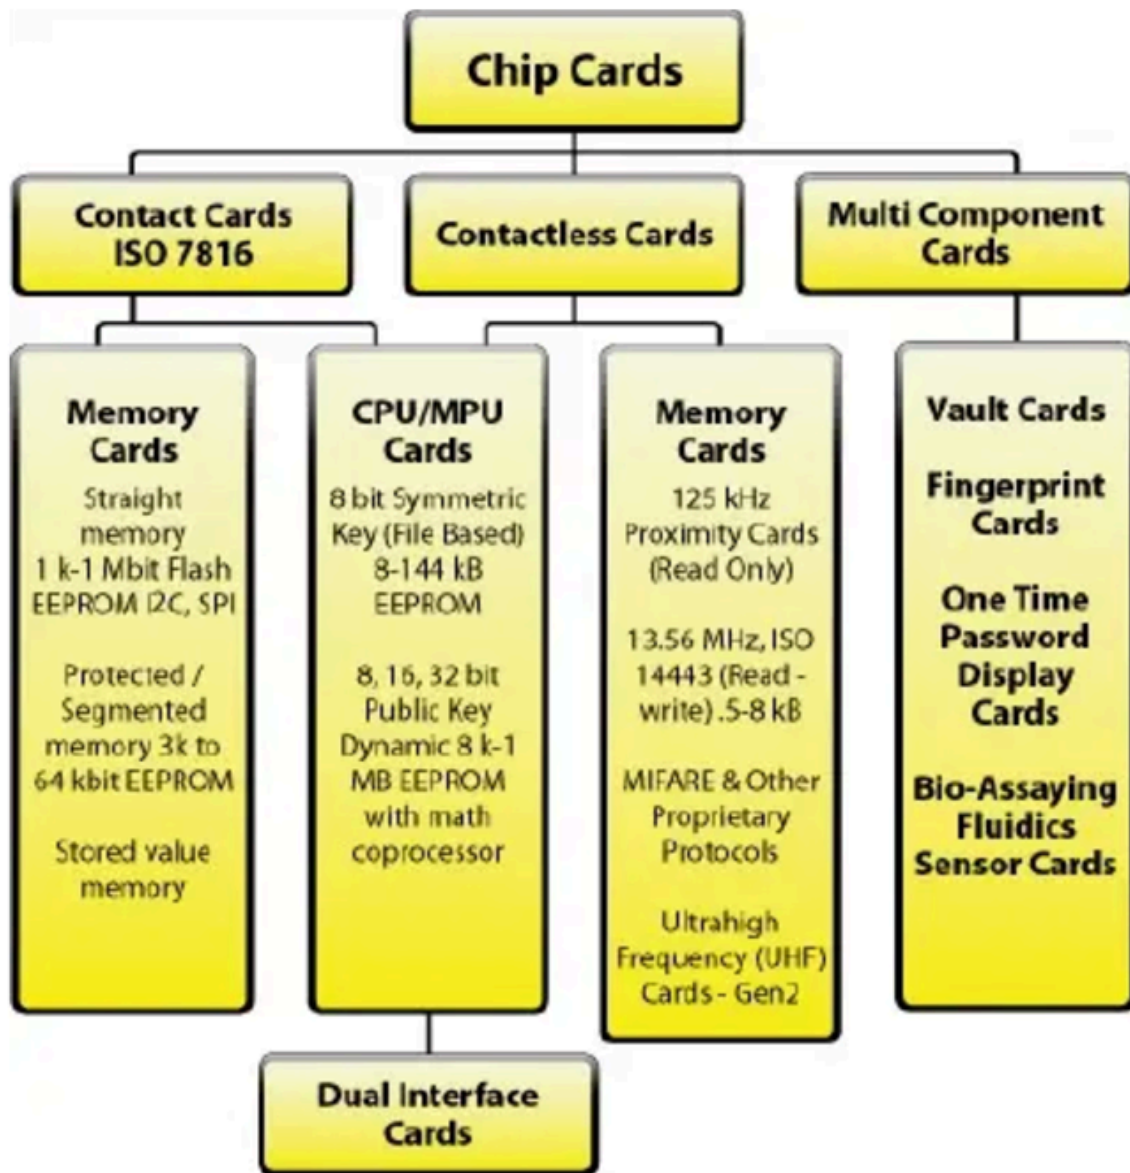 Chip Cards
Contact Cards
ISO 7816
Contactless Cards
Multi Component
Cards
Memory
Cards
Straight
memory
1 k-1 Mbit Flash
EEPROM I2C, SPI
Protected /
Segmented
memory 3k to
64 kbit EEPROM
Stored value
memory
CPU/MPU
Cards
8 bit Symmetric
Key (File Based)
8-144 kB
EEPROM
8, 16, 32 bit
Public Key
Dynamic 8 k-1
MB EEPROM
with math
coprocessor
Memory
Cards
125 kHz
Proximity Cards
(Read Only)
13.56 MHz, ISO
14443 (Read -
write) .5-8 kB
MIFARE & Other
Proprietary
Protocols
Ultrahigh
Frequency (UHF)
Cards - Gen2
Vault Cards
Fingerprint
Cards
One Time
Password
Display
Cards
Bio-Assaying
Fluidics
Sensor Cards
Dual Interface
Cards